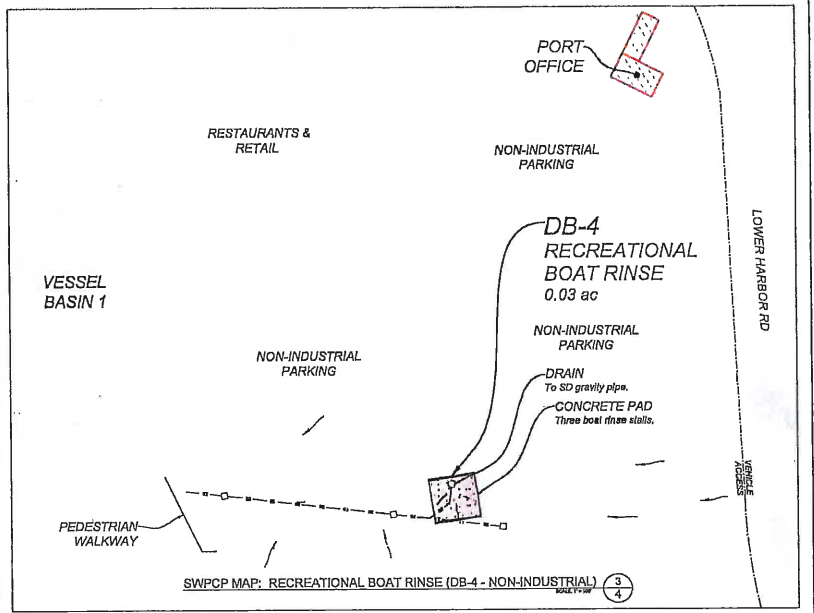 PORT
OFFICE
RESTAURANTS &
RETAIL
NON-INDUSTRIAL
PARKING
DB-4
RECREATIONAL
BOAT RINSE
0.03 ac
LOWER HARBOR RD
VESSEL
BASIN 1
NON-INDUSTRIAL
PARKING
NON-INDUSTRIAL
PARKING
DRAIN
To SD gravity pipe.
CONCRETE PAD
Three boat rinse stalls.
VEHICLE
ACCESS
PEDESTRIAN
WALKWAY
SWPCP MAP: RECREATIONAL BOAT RINSE (DB-4 - NON-INDUSTRIAL)
3
4